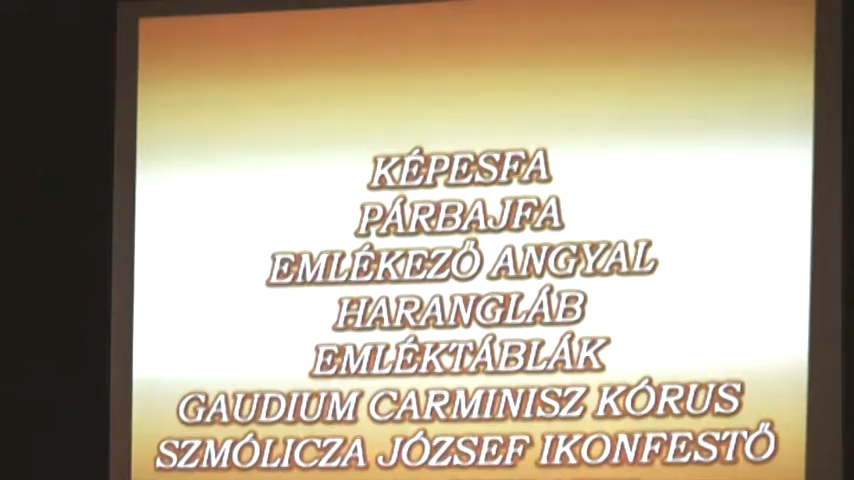 KÉPESFA
PÁRBAJFA
EMLÉKEZŐ ANGYAL
HARANGLÁB
EMLÉKTÁBLÁK
GAUDIUM CARMINISZ KÓRUS
SZMÓLICZA JÓZSEF IKONFESTŐ